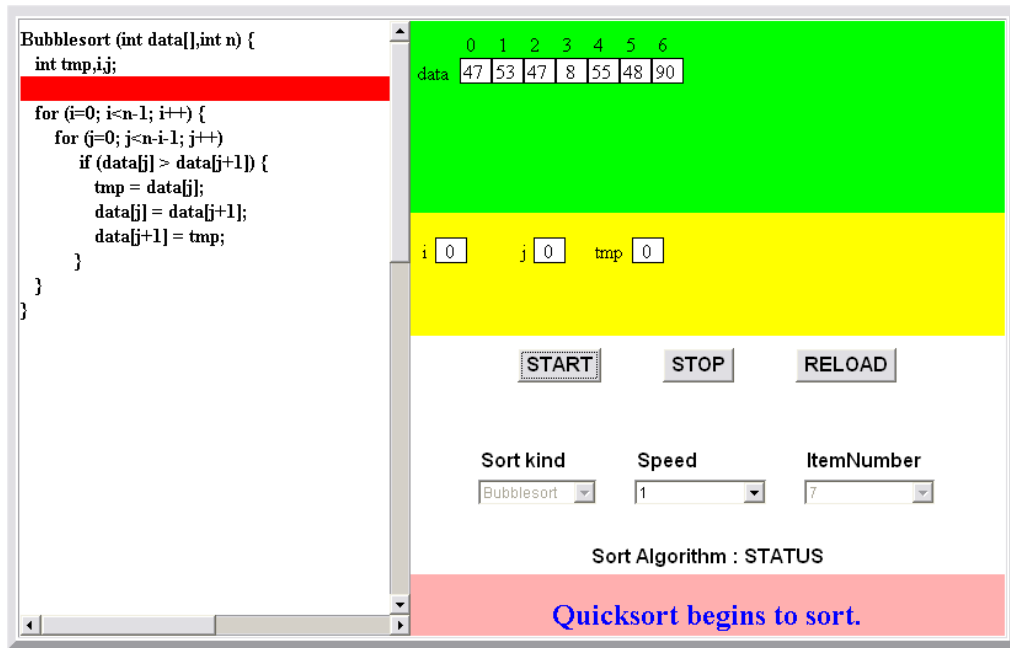 Bubblesort (int data[],int n) {
int tmp,i,j;
for (i=0; i<n-1; i++) {
for (j=0; j<n-i-1; j++)
if (data[j] > data[j+1]) {
tmp = data[j];
data[j] = data[j+1];
data[j+1] = tmp;
}
}
}
0 1 2 3 4 5 6
data 47 53 47 8 55 48 90
i 0 j 0 tmp 0
START STOP RELOAD
Sort kind Speed ItemNumber
Bubblesort 1 7
Sort Algorithm : STATUS
Quicksort begins to sort.